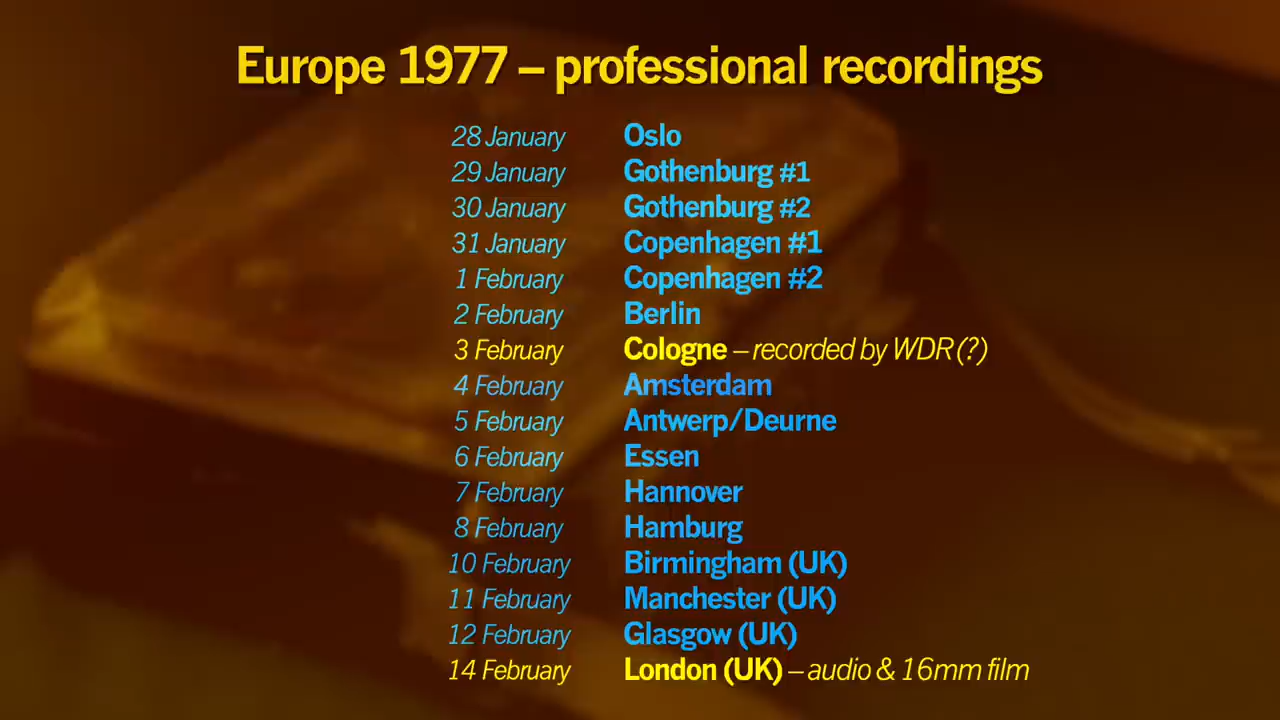 Europe 1977 – professional recordings
28 January Oslo
29 January Gothenburg #1
30 January Gothenburg #2
31 January Copenhagen #1
1 February Copenhagen #2
2 February Berlin
3 February Cologne – recorded by WDR (?)
4 February Amsterdam
5 February Antwerp/Deurne
6 February Essen
7 February Hannover
8 February Hamburg
10 February Birmingham (UK)
11 February Manchester (UK)
12 February Glasgow (UK)
14 February London (UK) – audio & 16mm film